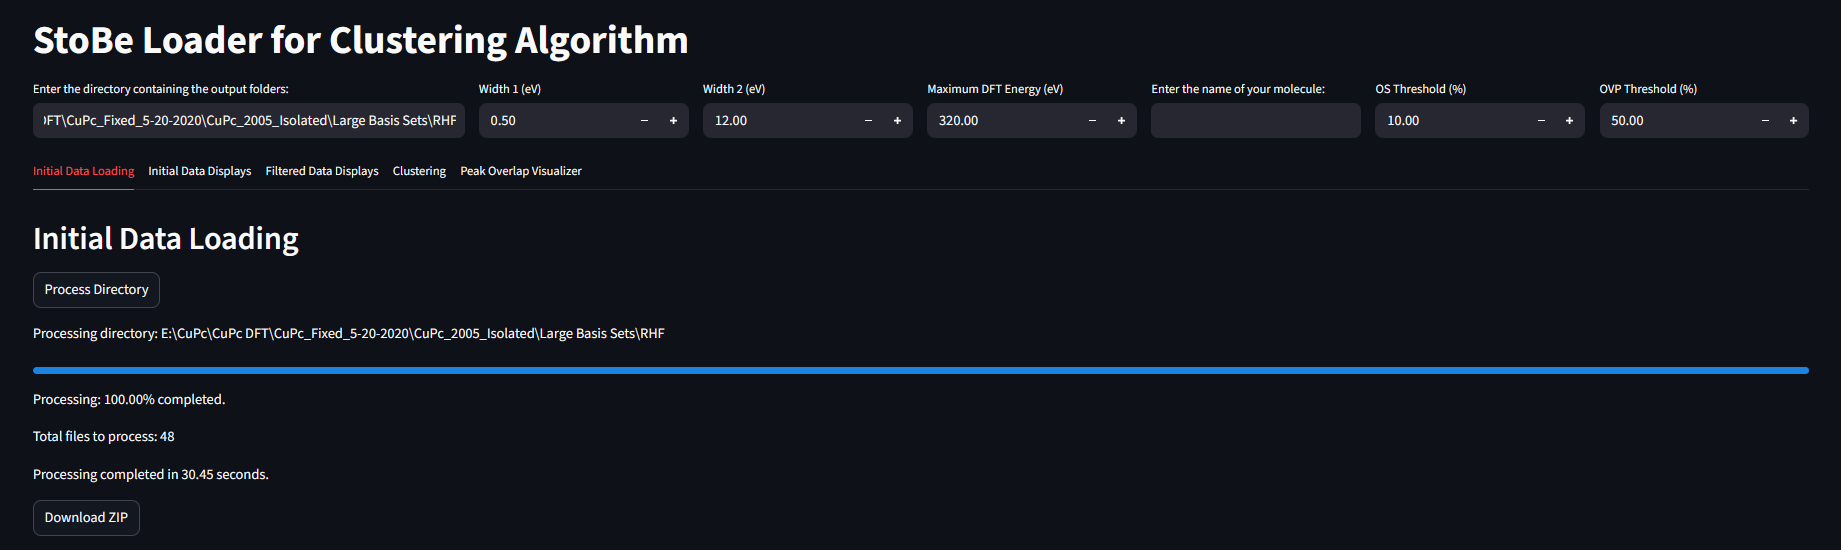 StoBe Loader for Clustering Algorithm
Enter the directory containing the output folders: Width 1 (eV) Width 2 (eV) Maximum DFT Energy (eV) Enter the name of your molecule: OS Threshold (%) OVP Threshold (%)
FT\CuPc_Fixed_5-20-2020\CuPc_2005_Isolated\Large Basis Sets\RHF 0.50 − + 12.00 − + 320.00 − + 10.00 − + 50.00 − +
Initial Data Loading Initial Data Displays Filtered Data Displays Clustering Peak Overlap Visualizer
Initial Data Loading
Process Directory
Processing directory: E:\CuPc\CuPc DFT\CuPc_Fixed_5-20-2020\CuPc_2005_Isolated\Large Basis Sets\RHF
Processing: 100.00% completed.
Total files to process: 48
Processing completed in 30.45 seconds.
Download ZIP